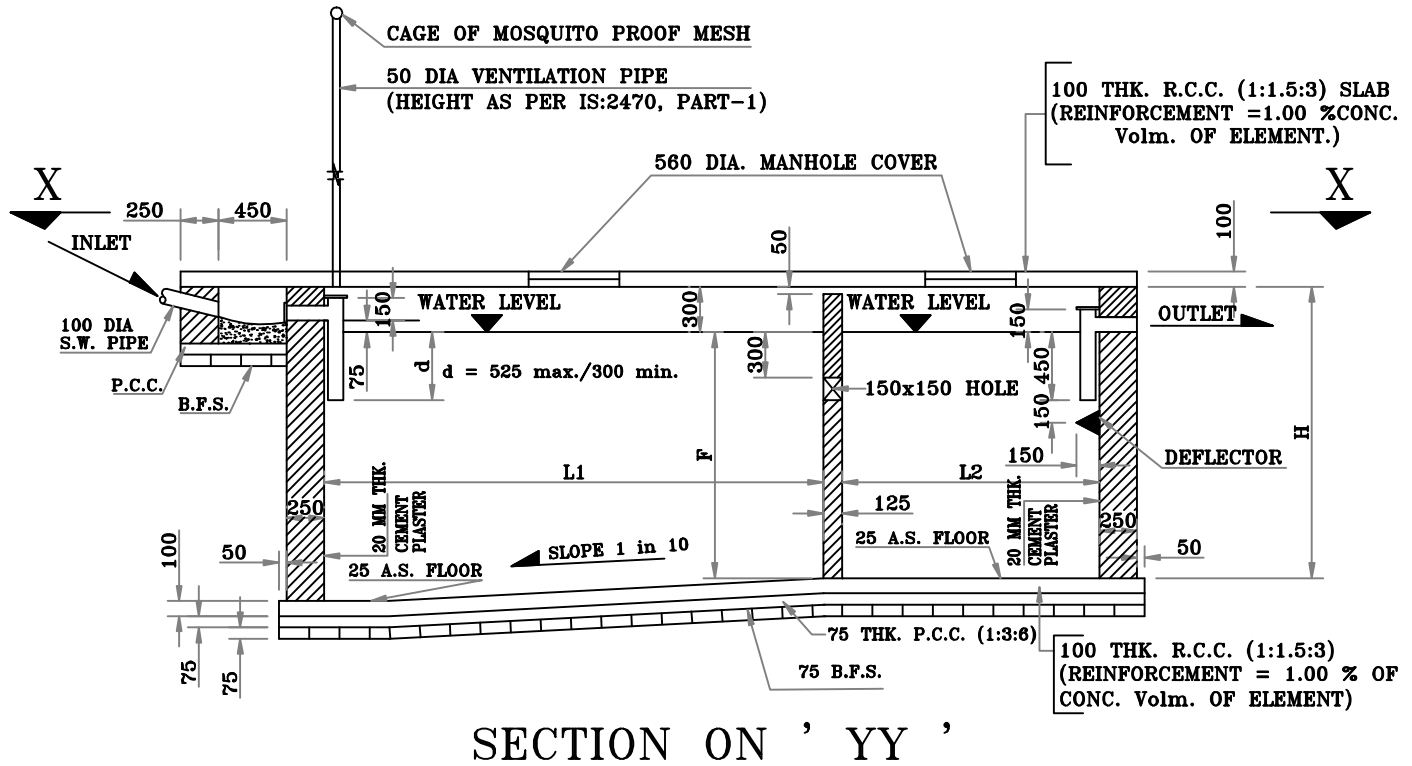 CAGE OF MOSQUITO PROOF MESH
50 DIA VENTILATION PIPE
(HEIGHT AS PER IS:2470, PART-1)
100 THK. R.C.C. (1:1.5:3) SLAB
(REINFORCEMENT =1.00 %CONC.
Volm. OF ELEMENT.)
560 DIA. MANHOLE COVER
X
X
250
450
INLET
50
100
150
WATER LEVEL
300
WATER LEVEL
150
OUTLET
100 DIA
S.W. PIPE
75
d
d = 525 max./300 min.
300
450
P.C.C.
B.F.S.
150x150 HOLE
150
H
F
150
DEFLECTOR
L1
L2
250
20 MM THK.
CEMENT
PLASTER
125
20 MM THK.
CEMENT
PLASTER
250
100
50
SLOPE 1 in 10
25 A.S. FLOOR
50
25 A.S. FLOOR
75 THK. P.C.C. (1:3:6)
75
75
75 B.F.S.
100 THK. R.C.C. (1:1.5:3)
(REINFORCEMENT = 1.00 % OF
CONC. Volm. OF ELEMENT)
SECTION ON ' YY '